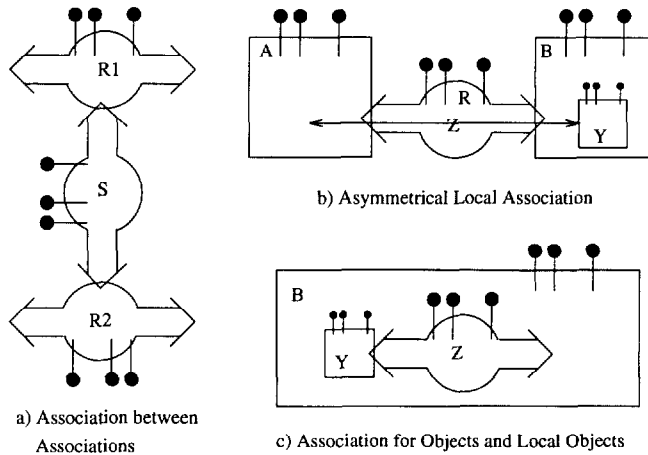 R1
S
R2
a) Association between
Associations
A
R
Z
B
Y
b) Asymmetrical Local Association
B
Y
Z
c) Association for Objects and Local Objects